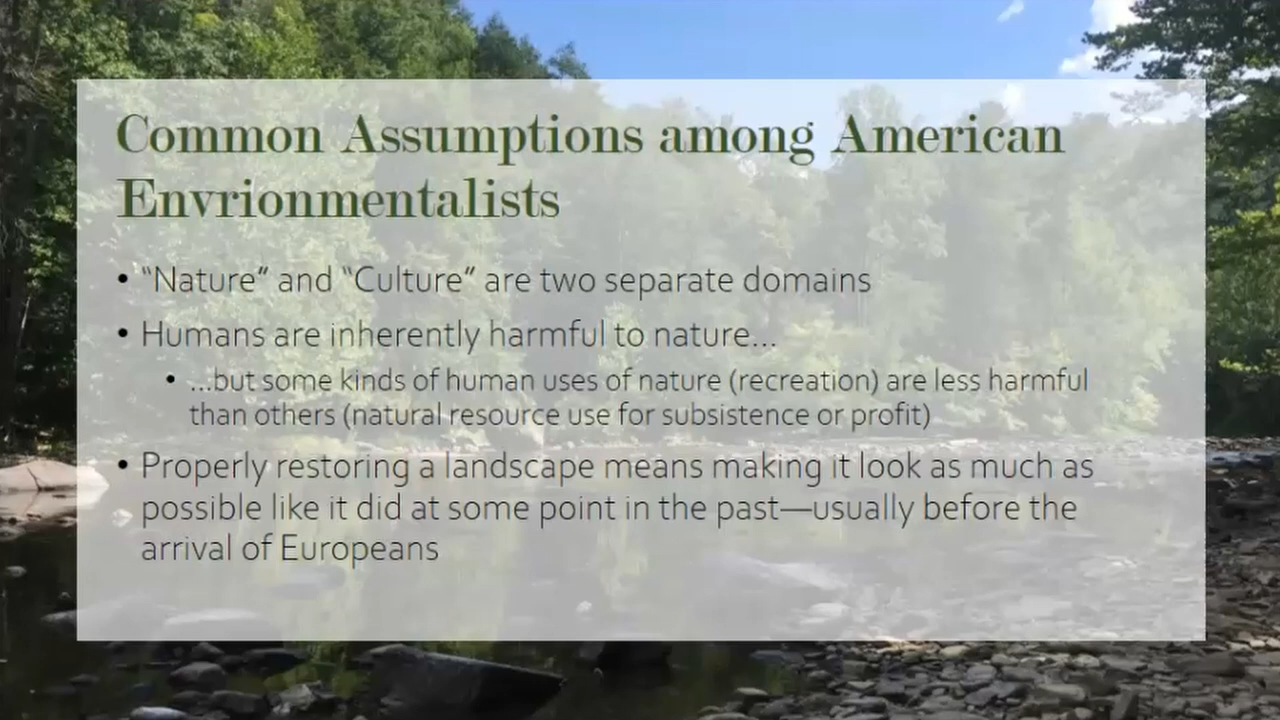 Common Assumptions among American
Envrionmentalists
• “Nature” and “Culture” are two separate domains
• Humans are inherently harmful to nature…
• …but some kinds of human uses of nature (recreation) are less harmful
than others (natural resource use for subsistence or profit)
• Properly restoring a landscape means making it look as much as
possible like it did at some point in the past—usually before the
arrival of Europeans